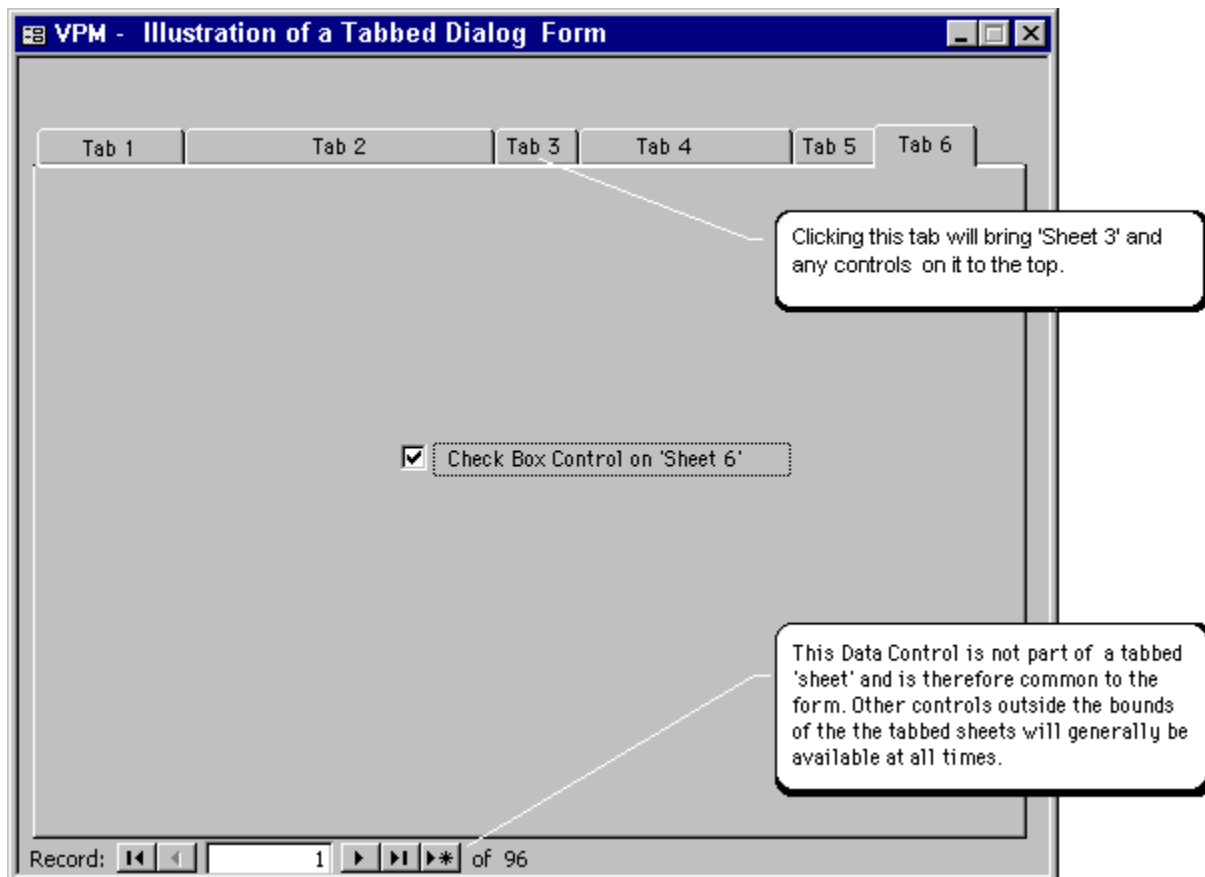 VPM - Illustration of a Tabbed Dialog Form
Tab 1 Tab 2 Tab 3 Tab 4 Tab 5 Tab 6
Clicking this tab will bring 'Sheet 3' and
any controls on it to the top.
Check Box Control on 'Sheet 6'
This Data Control is not part of a tabbed
'sheet' and is therefore common to the
form. Other controls outside the bounds
of the the tabbed sheets will generally be
available at all times.
Record: 1 of 96